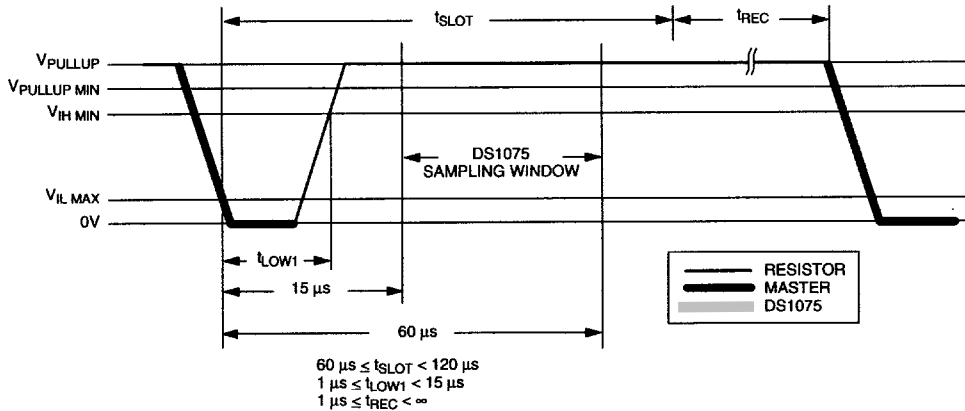 tSLOT
tREC
VPULLUP
VPULLUP MIN
VIH MIN
DS1075
SAMPLING WINDOW
VIL MAX
0V
tLOW1
15 µs
60 µs
RESISTOR
MASTER
DS1075
60 µs ≤ tSLOT < 120 µs
1 µs ≤ tLOW1 < 15 µs
1 µs ≤ tREC < ∞